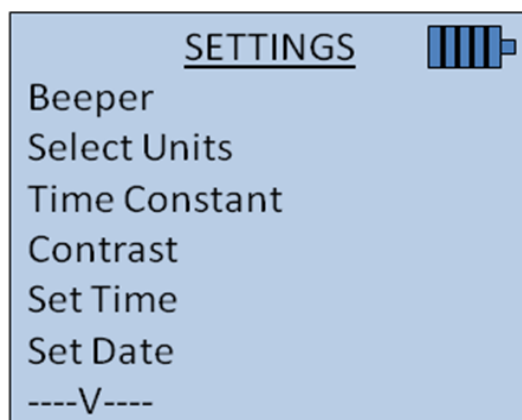 SETTINGS
Beeper
Select Units
Time Constant
Contrast
Set Time
Set Date
----V----